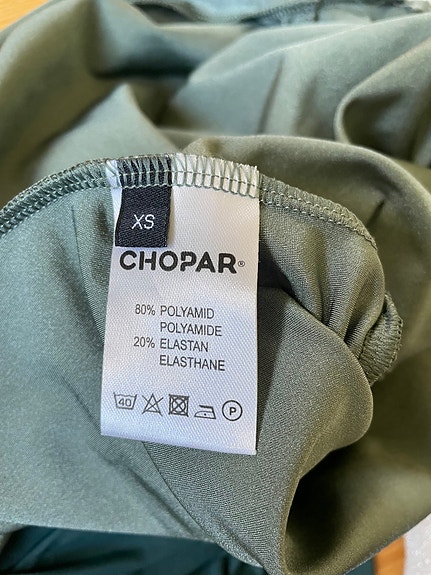 XS
CHOPAR®
80% POLYAMID
POLYAMIDE
20% ELASTAN
ELASTHANE
40 P